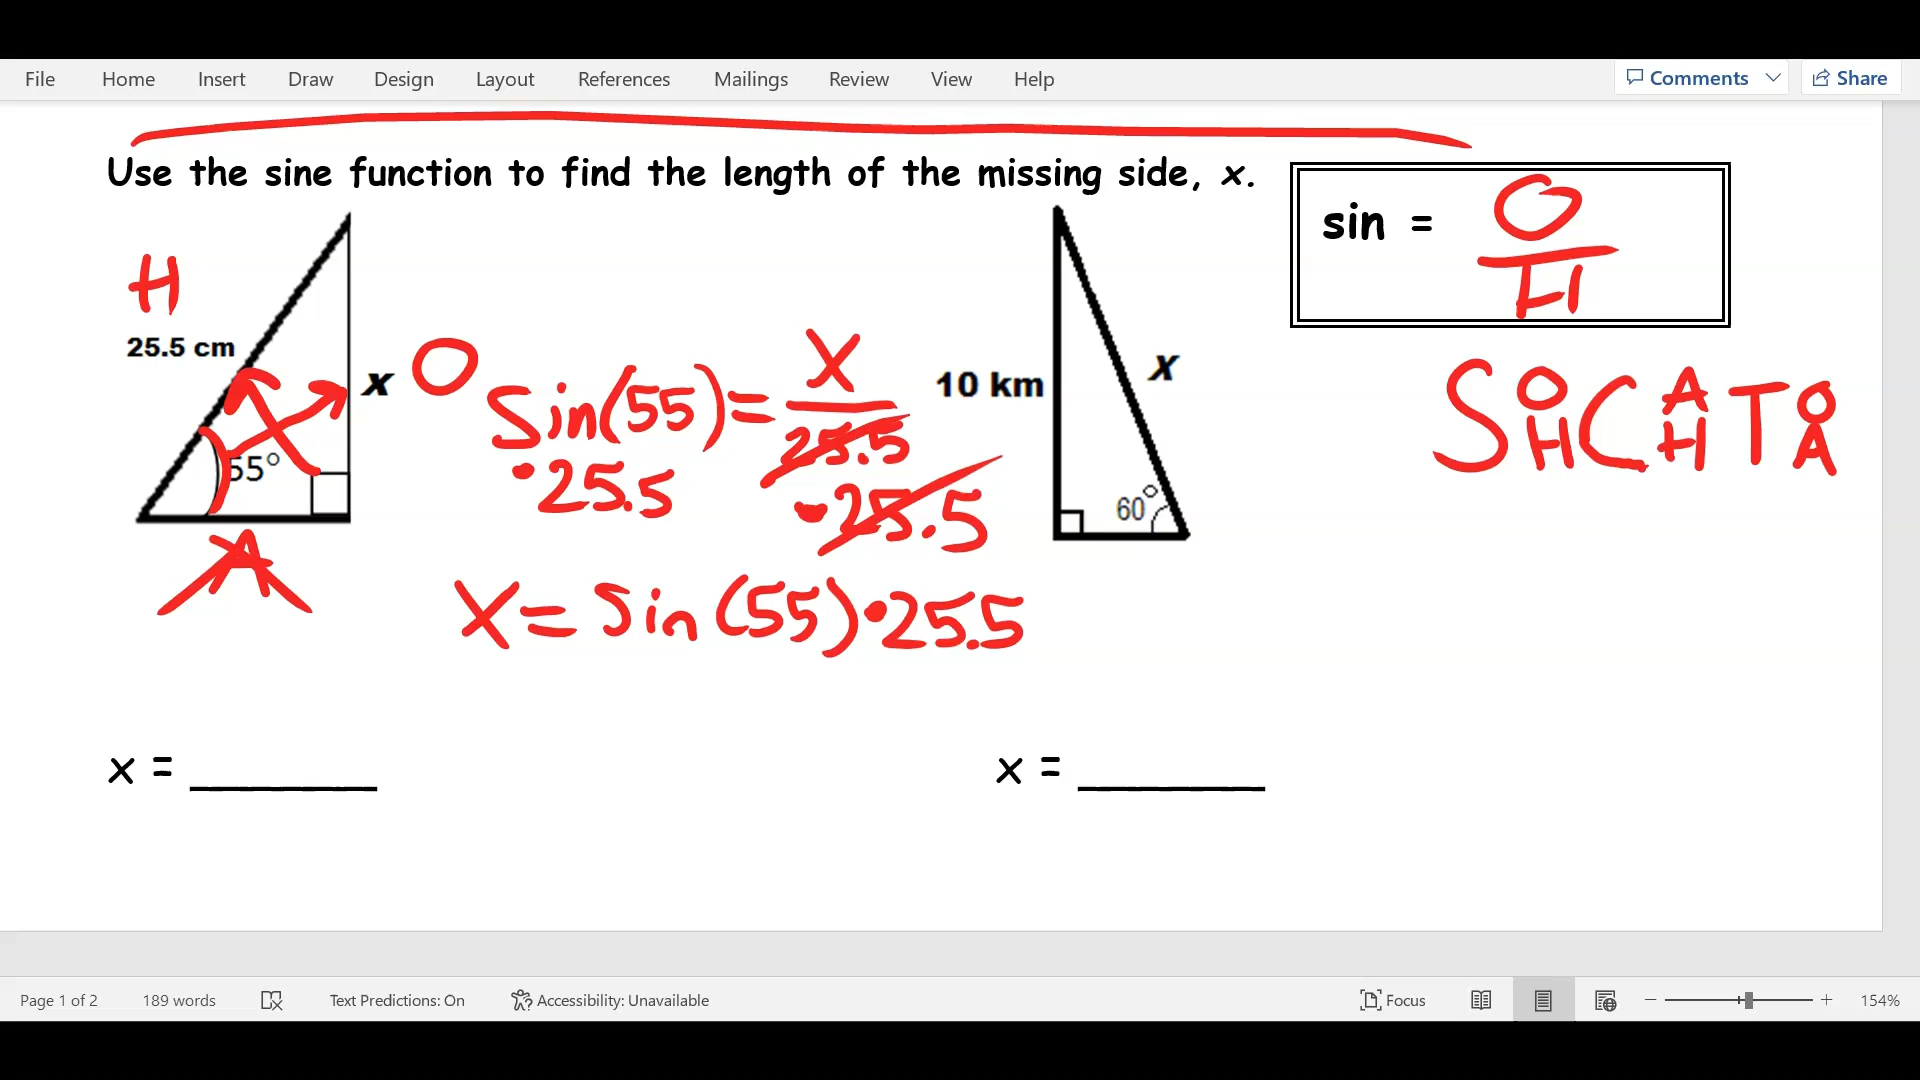 File Home Insert Draw Design Layout References Mailings Review View Help Comments Share
Use the sine function to find the length of the missing side, x.
sin = O
H
H
25.5 cm
x O
55°
A
Sin(55) = X
25.5
•25.5
•25.5
X = Sin(55)•25.5
10 km
x
60°
S O H C A H T O A
x = ________
x = ________
Page 1 of 2 189 words Text Predictions: On Accessibility: Unavailable Focus 154%